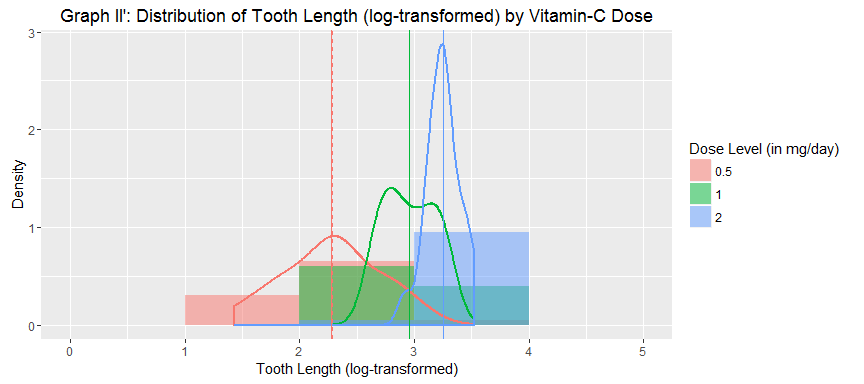 Graph II': Distribution of Tooth Length (log-transformed) by Vitamin-C Dose
3
2
1
0
Density
0 1 2 3 4 5
Tooth Length (log-transformed)
Dose Level (in mg/day)
0.5
1
2